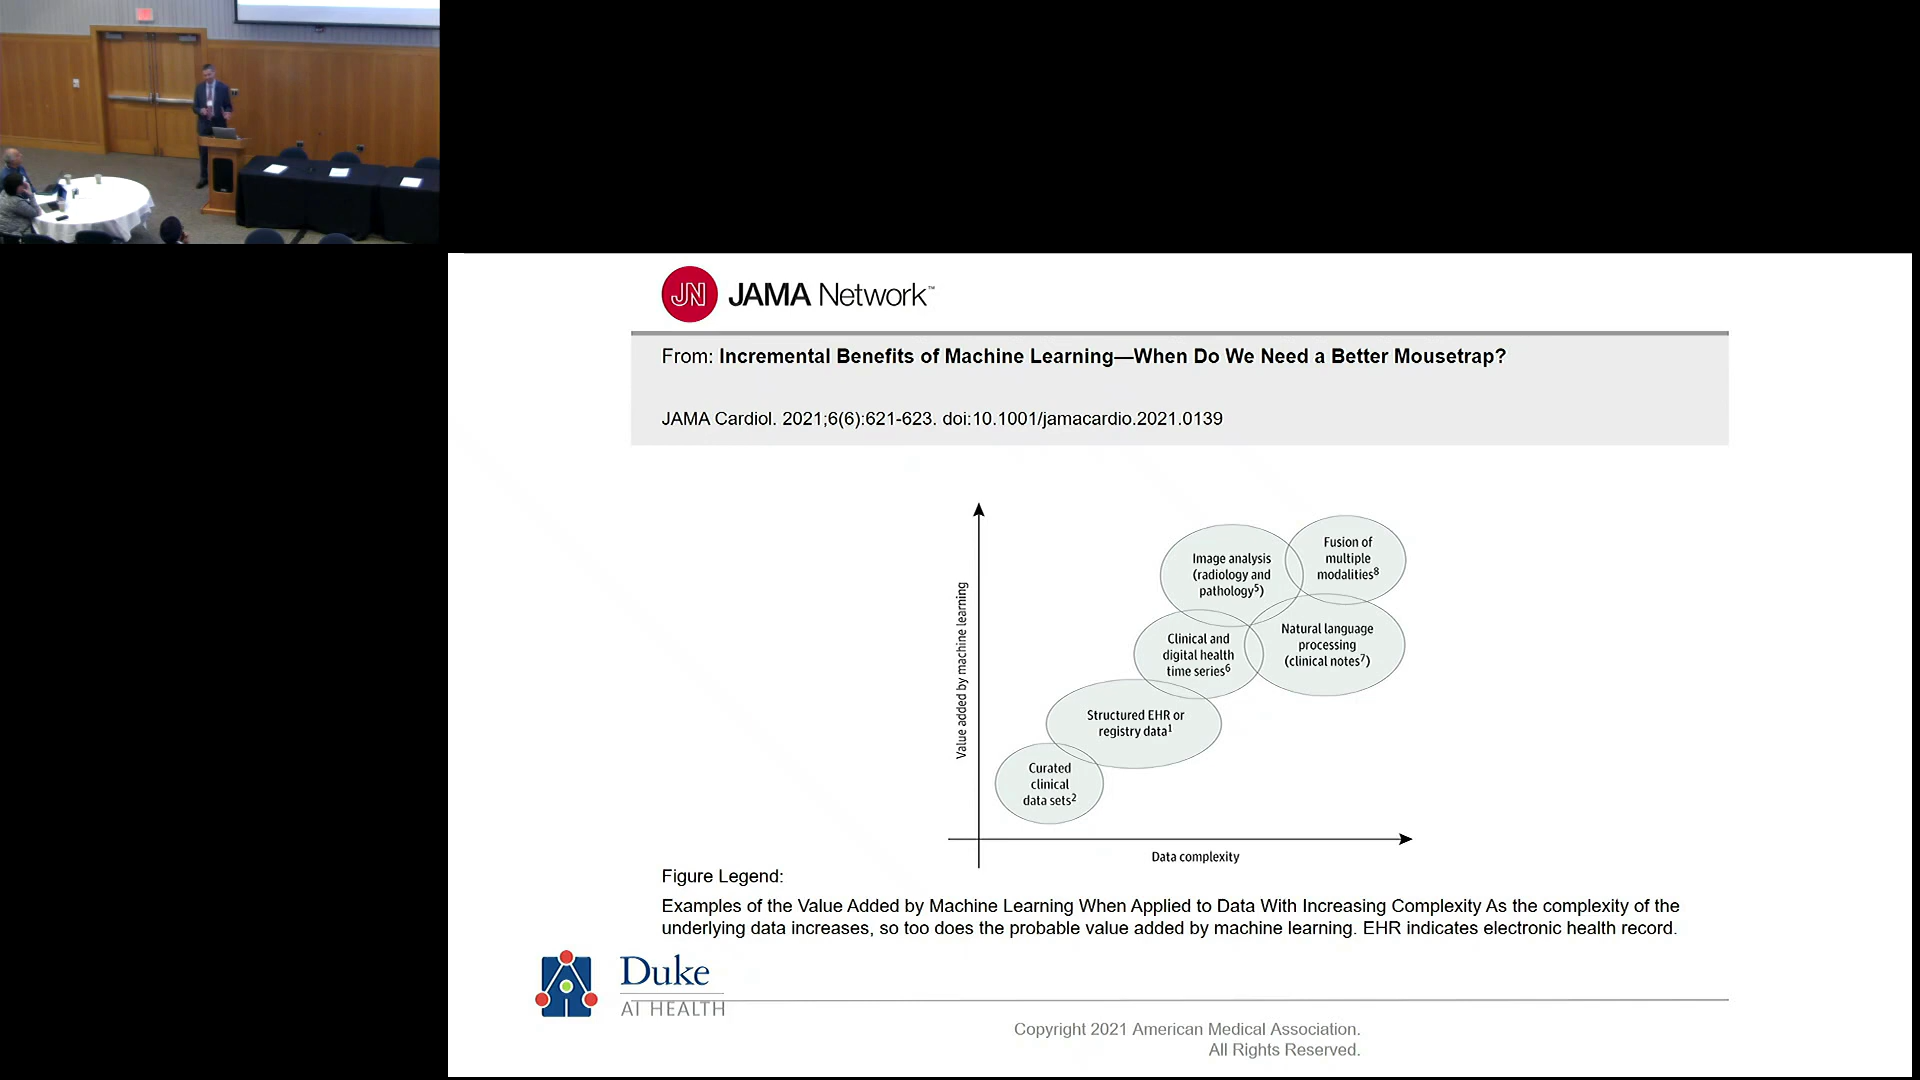 JN JAMA Network™
From: Incremental Benefits of Machine Learning—When Do We Need a Better Mousetrap?
JAMA Cardiol. 2021;6(6):621-623. doi:10.1001/jamacardio.2021.0139
Value added by machine learning
Image analysis
(radiology and
pathology5)
Fusion of
multiple
modalities8
Clinical and
digital health
time series6
Natural language
processing
(clinical notes7)
Structured EHR or
registry data1
Curated
clinical
data sets2
Data complexity
Figure Legend:
Examples of the Value Added by Machine Learning When Applied to Data With Increasing Complexity As the complexity of the
underlying data increases, so too does the probable value added by machine learning. EHR indicates electronic health record.
Duke
AI HEALTH
Copyright 2021 American Medical Association.
All Rights Reserved.